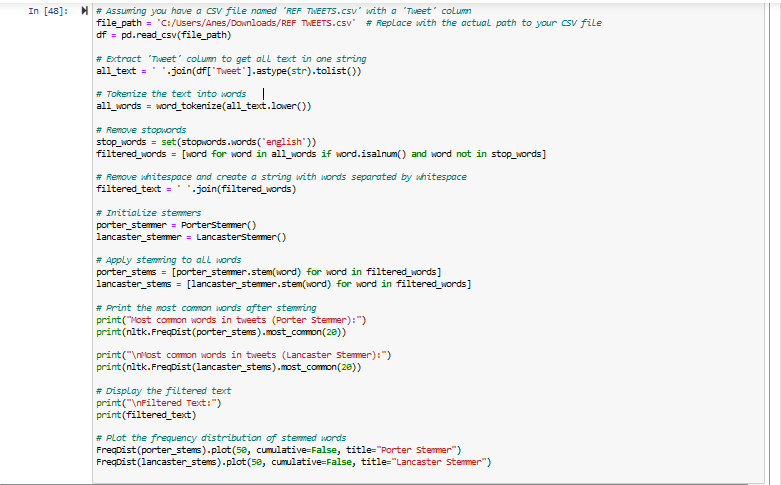 In [48]:
# Assuming you have a CSV file named 'REF TWEETS.csv' with a 'Tweet' column
file_path = 'C:/Users/Anes/Downloads/REF TWEETS.csv'  # Replace with the actual path to your CSV file
df = pd.read_csv(file_path)

# Extract 'Tweet' column to get all text in one string
all_text = ' '.join(df['Tweet'].astype(str).tolist())

# Tokenize the text into words
all_words = word_tokenize(all_text.lower())

# Remove stopwords
stop_words = set(stopwords.words('english'))
filtered_words = [word for word in all_words if word.isalnum() and word not in stop_words]

# Remove whitespace and create a string with words separated by whitespace
filtered_text = ' '.join(filtered_words)

# Initialize stemmers
porter_stemmer = PorterStemmer()
lancaster_stemmer = LancasterStemmer()

# Apply stemming to all words
porter_stems = [porter_stemmer.stem(word) for word in filtered_words]
lancaster_stems = [lancaster_stemmer.stem(word) for word in filtered_words]

# Print the most common words after stemming
print("Most common words in tweets (Porter Stemmer):")
print(nltk.FreqDist(porter_stems).most_common(20))

print("\nMost common words in tweets (Lancaster Stemmer):")
print(nltk.FreqDist(lancaster_stems).most_common(20))

# Display the filtered text
print("\nFiltered Text:")
print(filtered_text)

# Plot the frequency distribution of stemmed words
FreqDist(porter_stems).plot(50, cumulative=False, title="Porter Stemmer")
FreqDist(lancaster_stems).plot(50, cumulative=False, title="Lancaster Stemmer")